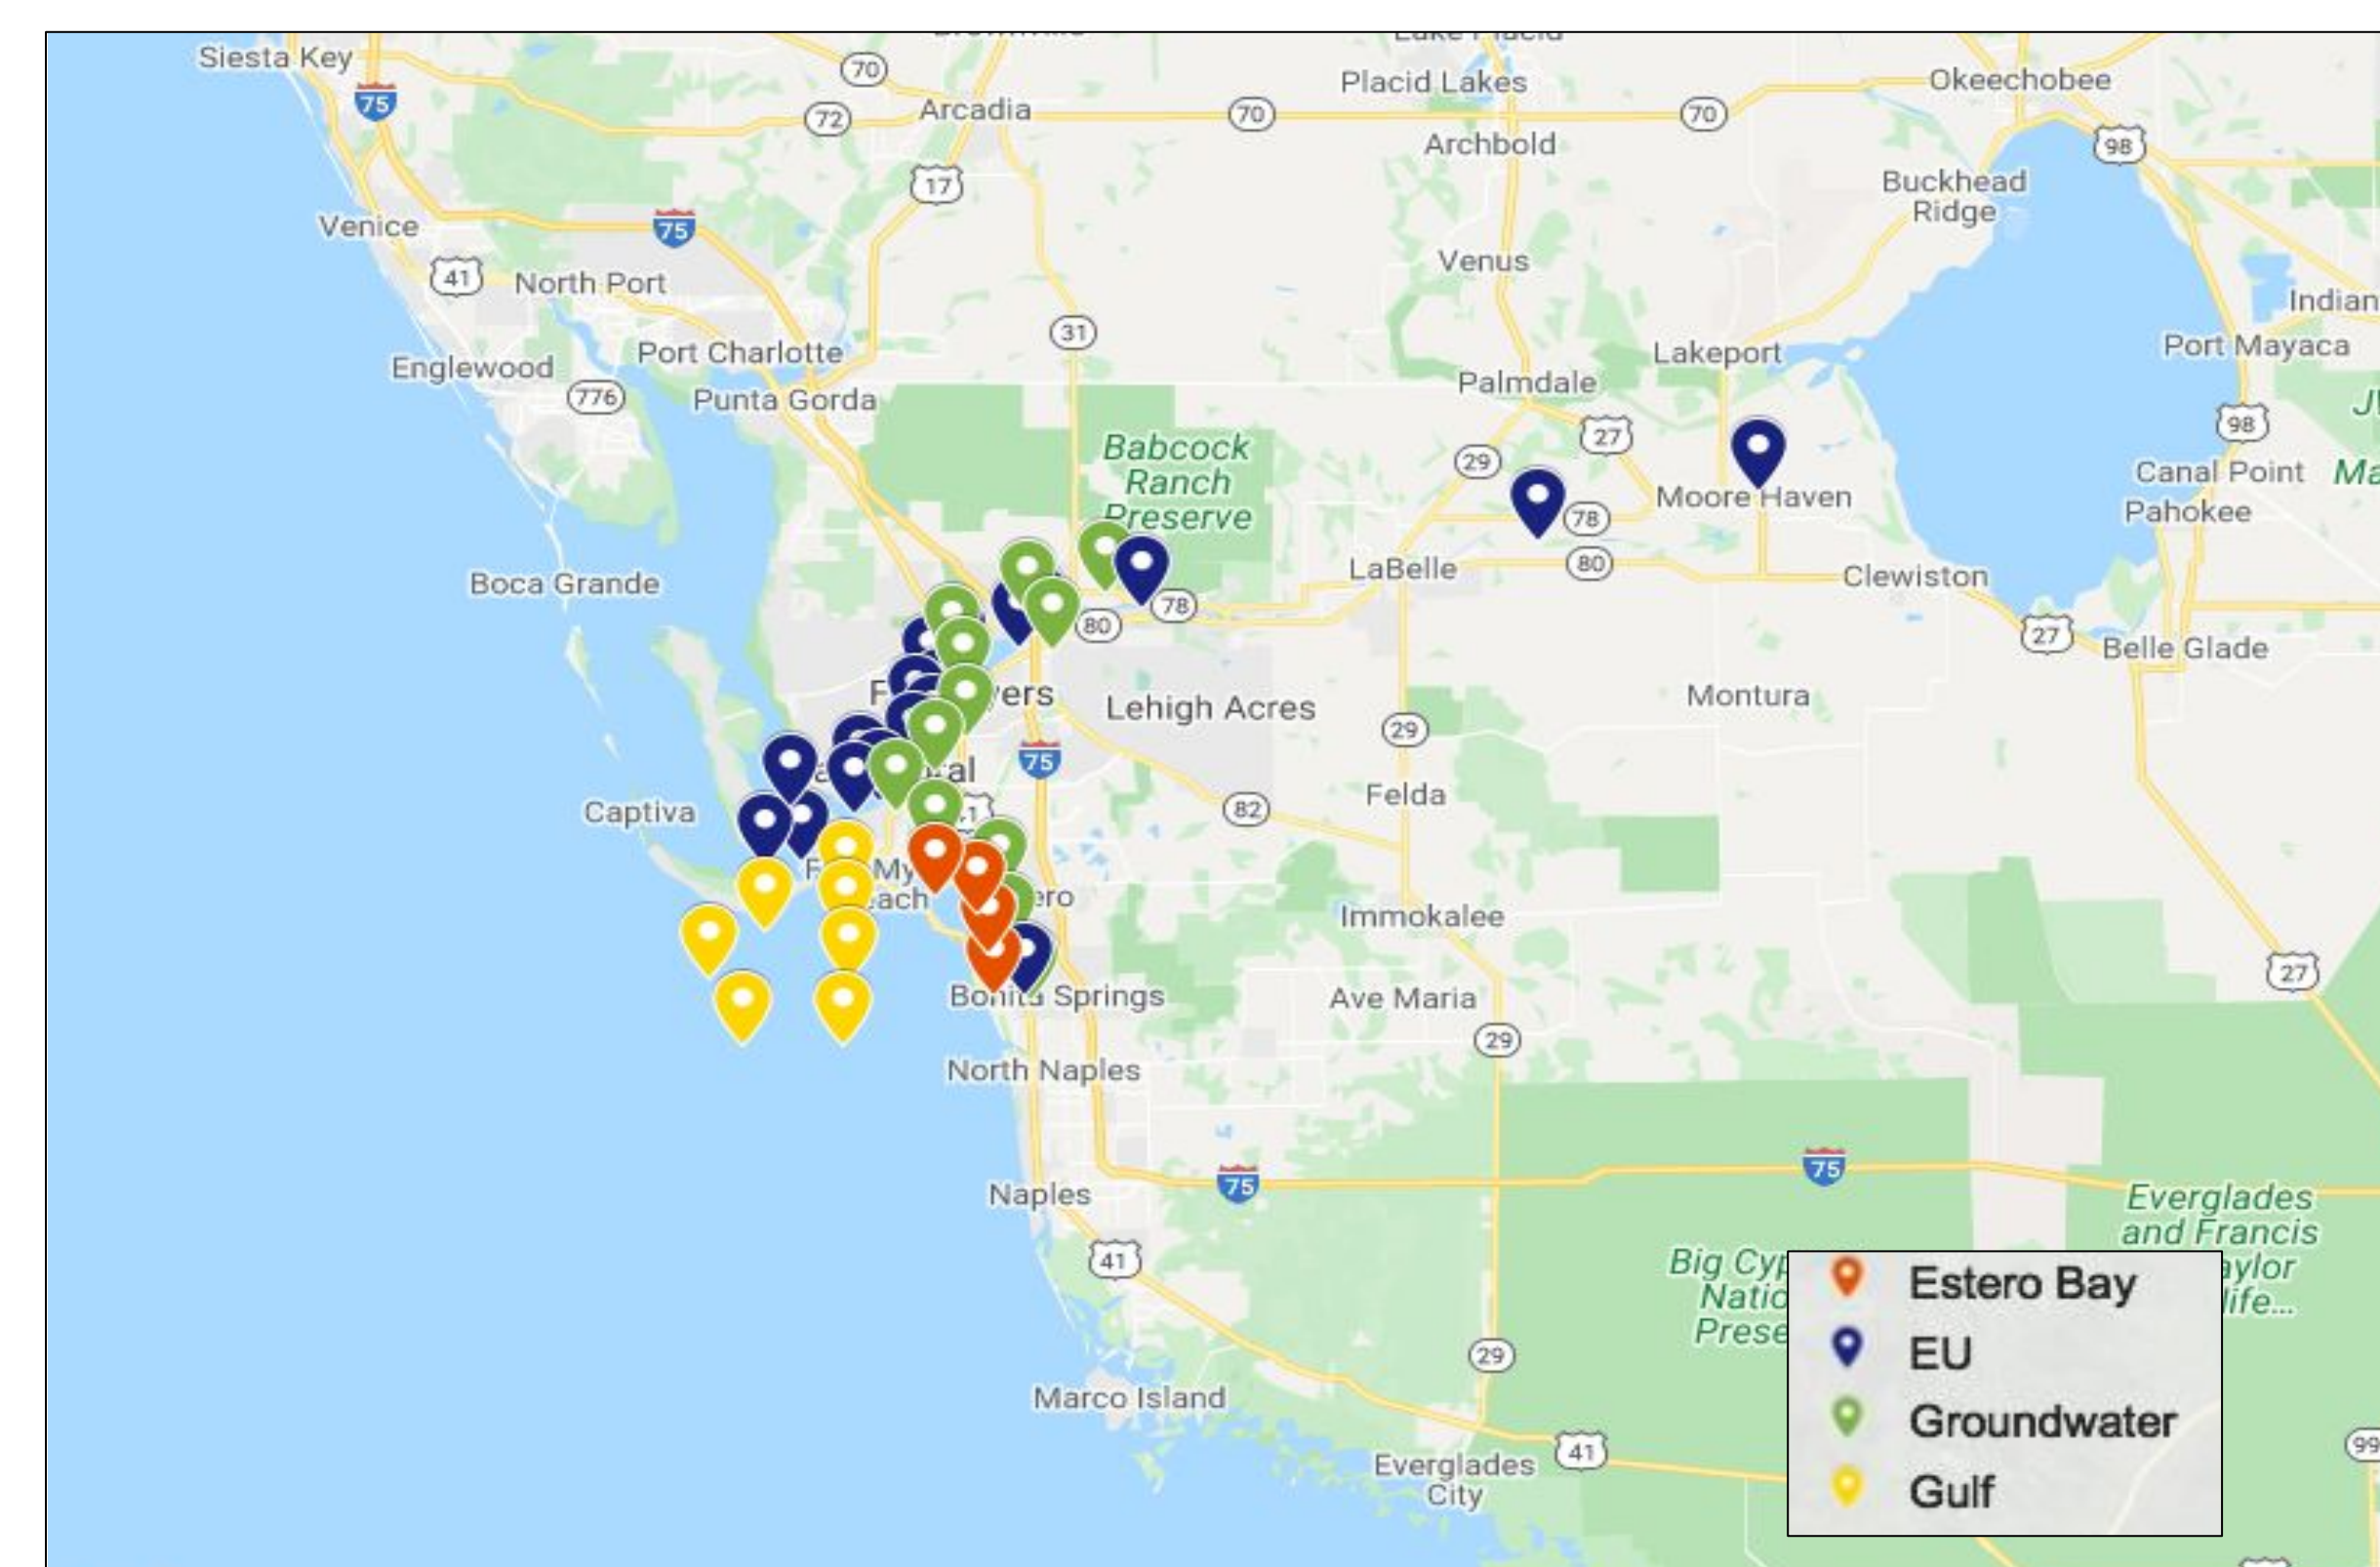 Siesta Key
70
Placid Lakes
Okeechobee
75
72
Arcadia
70
70
Archbold
98
17
Buckhead
Ridge
Venice
75
Venus
41
North Port
Indian
31
Port Charlotte
Lakeport
Port Mayaca
Englewood
Palmdale
776
Punta Gorda
98
27
Babcock
Ranch
Preserve
29
Canal Point
Moore Haven
78
Pahokee
LaBelle
80
Clewiston
Boca Grande
78
80
27
Belle Glade
Lehigh Acres
Montura
29
75
Captiva
82
Felda
Immokalee
27
Bonita Springs
Ave Maria
29
North Naples
75
75
Naples
Everglades
and Francis
41
Estero Bay
EU
29
Marco Island
Groundwater
41
Everglades
City
Gulf